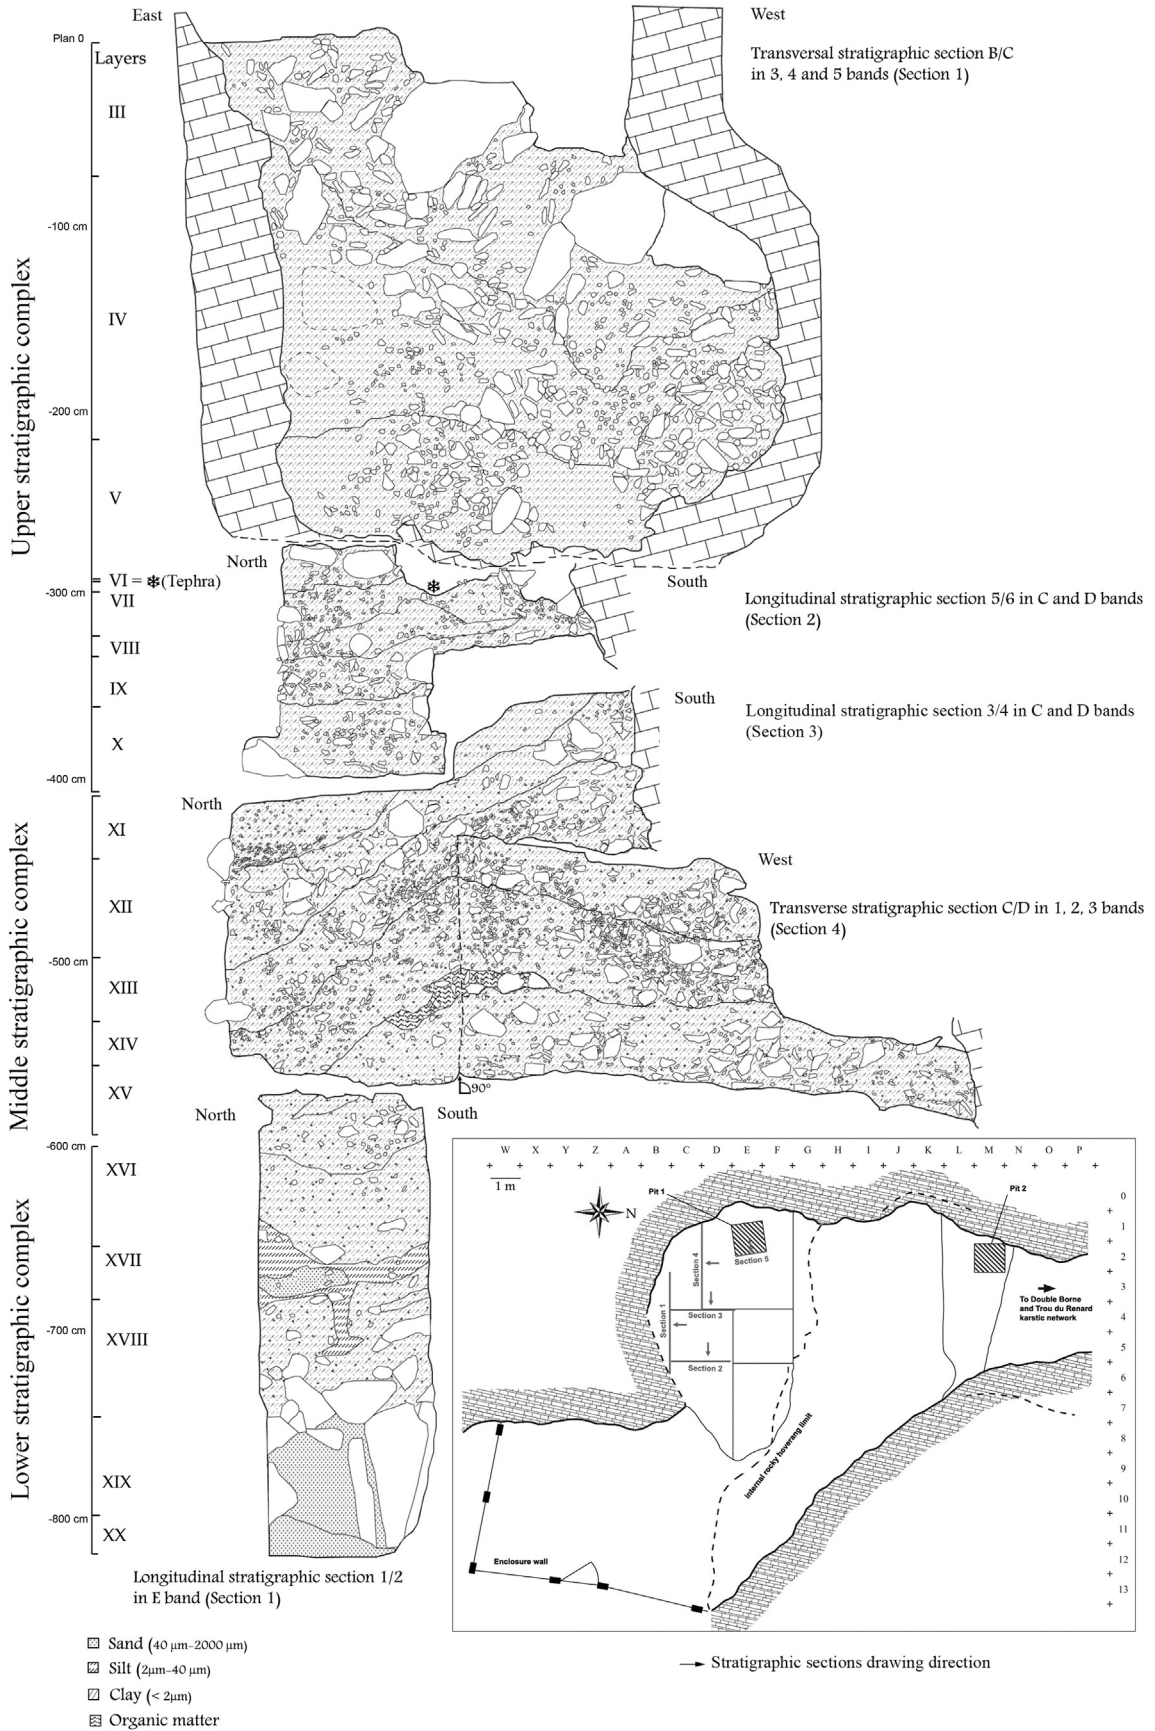 East
West
Plan 0
Layers
Transversal stratigraphic section B/C
in 3, 4 and 5 bands (Section 1)
III
-100 cm
Upper stratigraphic complex
IV
-200 cm
V
North
South
VI = ❄(Tephra)
-300 cm
VII
Longitudinal stratigraphic section 5/6 in C and D bands
(Section 2)
VIII
IX
South
Longitudinal stratigraphic section 3/4 in C and D bands
(Section 3)
X
-400 cm
North
Middle stratigraphic complex
XI
West
XII
Transverse stratigraphic section C/D in 1, 2, 3 bands
(Section 4)
-500 cm
XIII
XIV
XV
90°
North
South
-600 cm
Lower stratigraphic complex
XVI
XVII
-700 cm
XVIII
XIX
-800 cm
XX
Longitudinal stratigraphic section 1/2
in E band (Section 1)
W X Y Z A B C D E F G H I J K L M N O P
1 m
N
Pit 1
Pit 2
0
1
2
3
4
5
6
7
8
9
10
11
12
13
Section 4
Section 5
Section 1
Section 3
Section 2
To Double Borne
and Trou du Renard
karstic network
Internal rocky hoverang limit
Enclosure wall
Sand (40 µm-2000 µm)
Silt (2µm-40 µm)
Clay (< 2µm)
Organic matter
Stratigraphic sections drawing direction